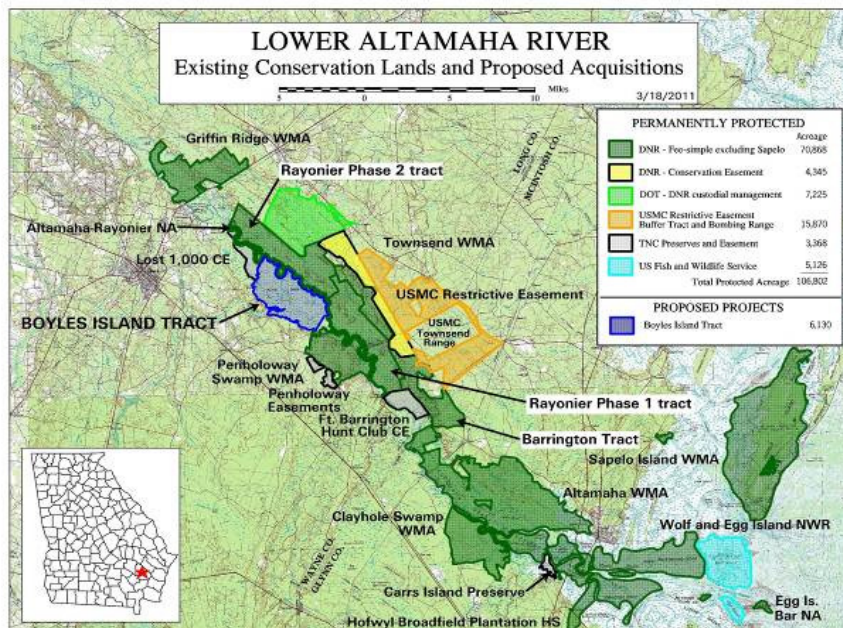 LOWER ALTAMAHA RIVER
Existing Conservation Lands and Proposed Acquisitions
Miles
5 0 5 10
3/18/2011
PERMANENTLY PROTECTED
Acreage
DNR - Fee-simple excluding Sapelo 70,868
DNR - Conservation Easement 4,345
DOT - DNR custodial management 7,225
USMC Restrictive Easement
Buffer Tract and Bombing Range 15,870
TNC Preserves and Easement 3,368
US Fish and Wildlife Service 5,126
Total Protected Acreage 106,802
PROPOSED PROJECTS
Boyles Island Tract 6,130
Griffin Ridge WMA
LONG CO.
MCINTOSH CO.
Rayonier Phase 2 tract
Altamaha-Rayonier NA
Townsend WMA
Lost 1,000 CE
USMC Restrictive Easement
BOYLES ISLAND TRACT
USMC
Townsend
Range
Penholoway
Swamp WMA
Penholoway
Easements
Rayonier Phase 1 tract
Ft. Barrington
Hunt Club CE
Barrington Tract
Sapelo Island WMA
Altamaha WMA
Clayhole Swamp
WMA
Wolf and Egg Island NWR
WAYNE CO.
GLYNN CO.
Carrs Island Preserve
Egg Is.
Bar NA
Hofwyl Broadfield Plantation HS